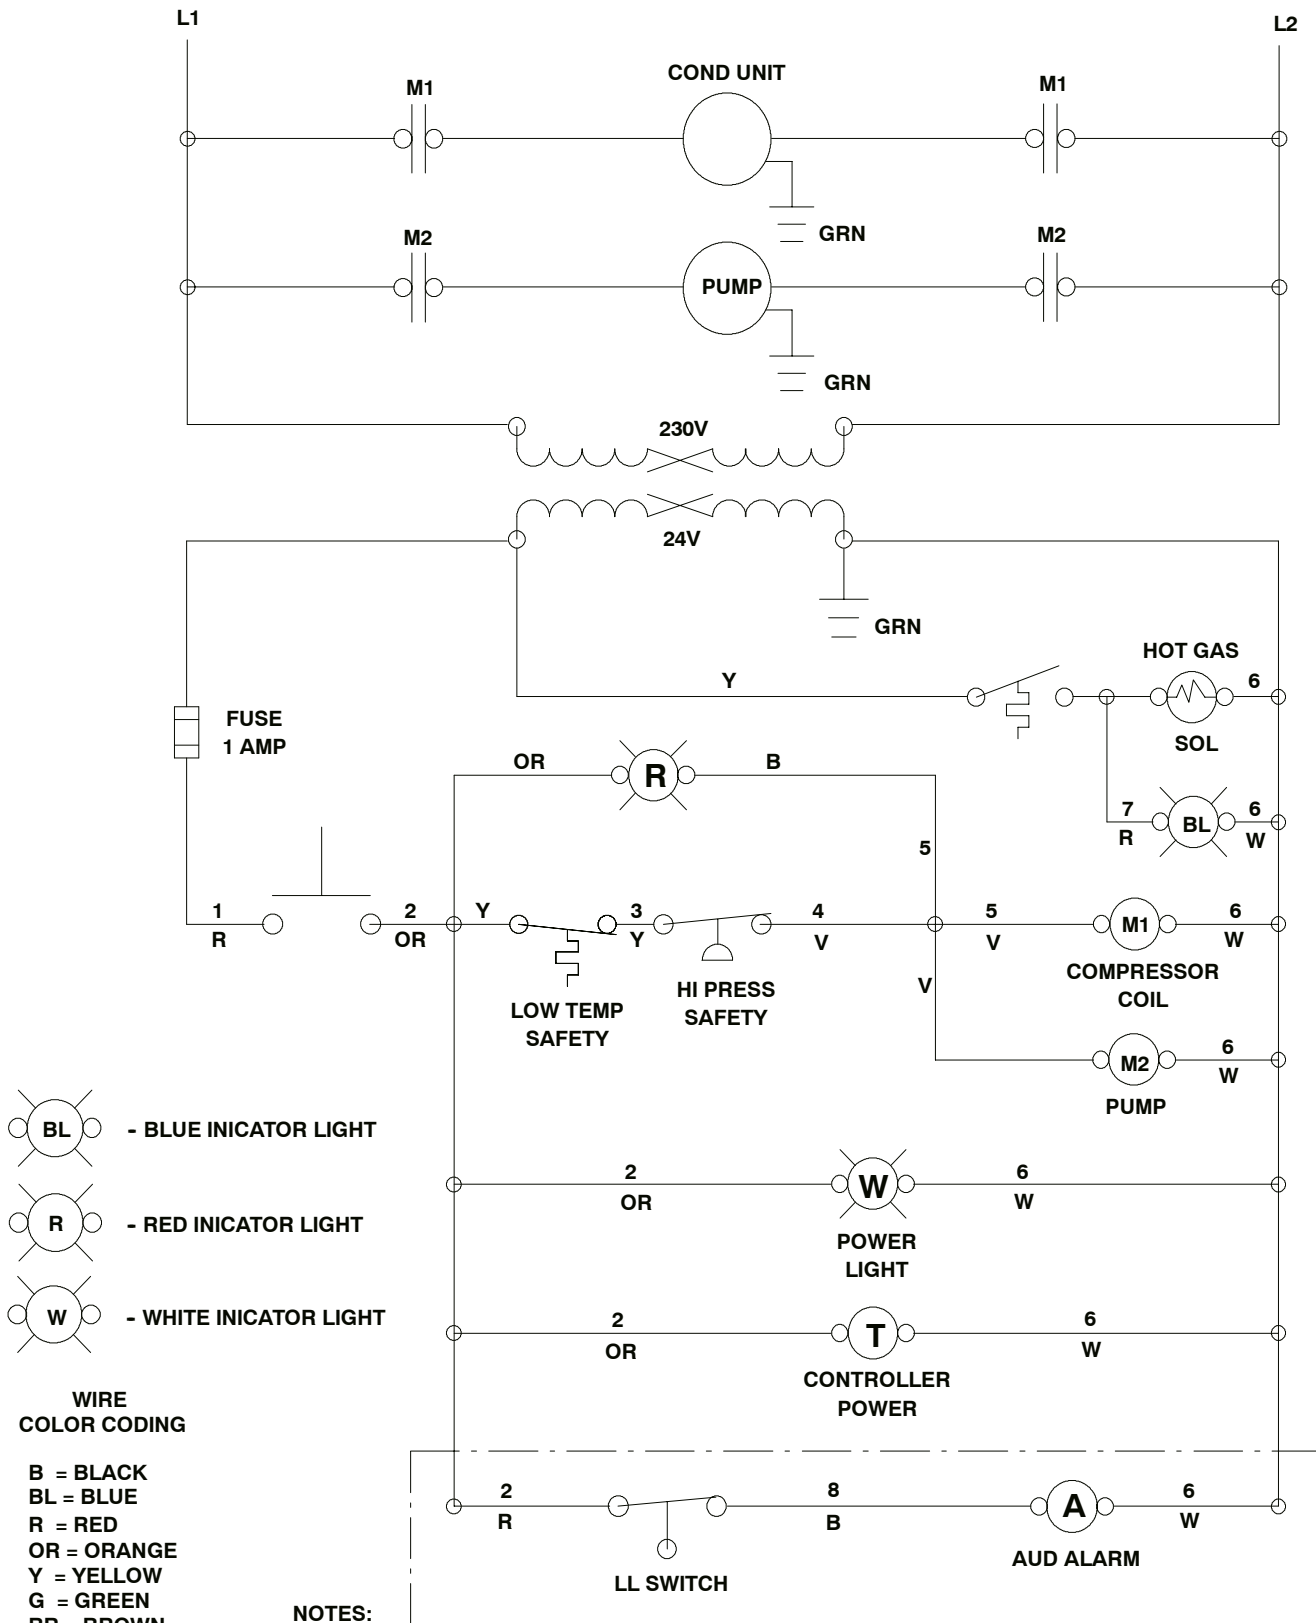 L1
L2
COND UNIT
M1
M1
GRN
M2
M2
PUMP
GRN
230V
24V
GRN
HOT GAS
Y
6
SOL
FUSE
1 AMP
OR
R
B
7
R
BL
6
W
5
1
R
2
OR
Y
3
Y
4
V
5
V
M1
6
W
COMPRESSOR
COIL
LOW TEMP
SAFETY
HI PRESS
SAFETY
V
M2
6
W
PUMP
BL
- BLUE INICATOR LIGHT
R
- RED INICATOR LIGHT
W
- WHITE INICATOR LIGHT
2
OR
W
6
W
POWER
LIGHT
2
OR
T
6
W
CONTROLLER
POWER
WIRE
COLOR CODING
B = BLACK
BL = BLUE
R = RED
OR = ORANGE
Y = YELLOW
G = GREEN
BR = BROWN
2
R
8
B
A
6
W
AUD ALARM
LL SWITCH
NOTES: